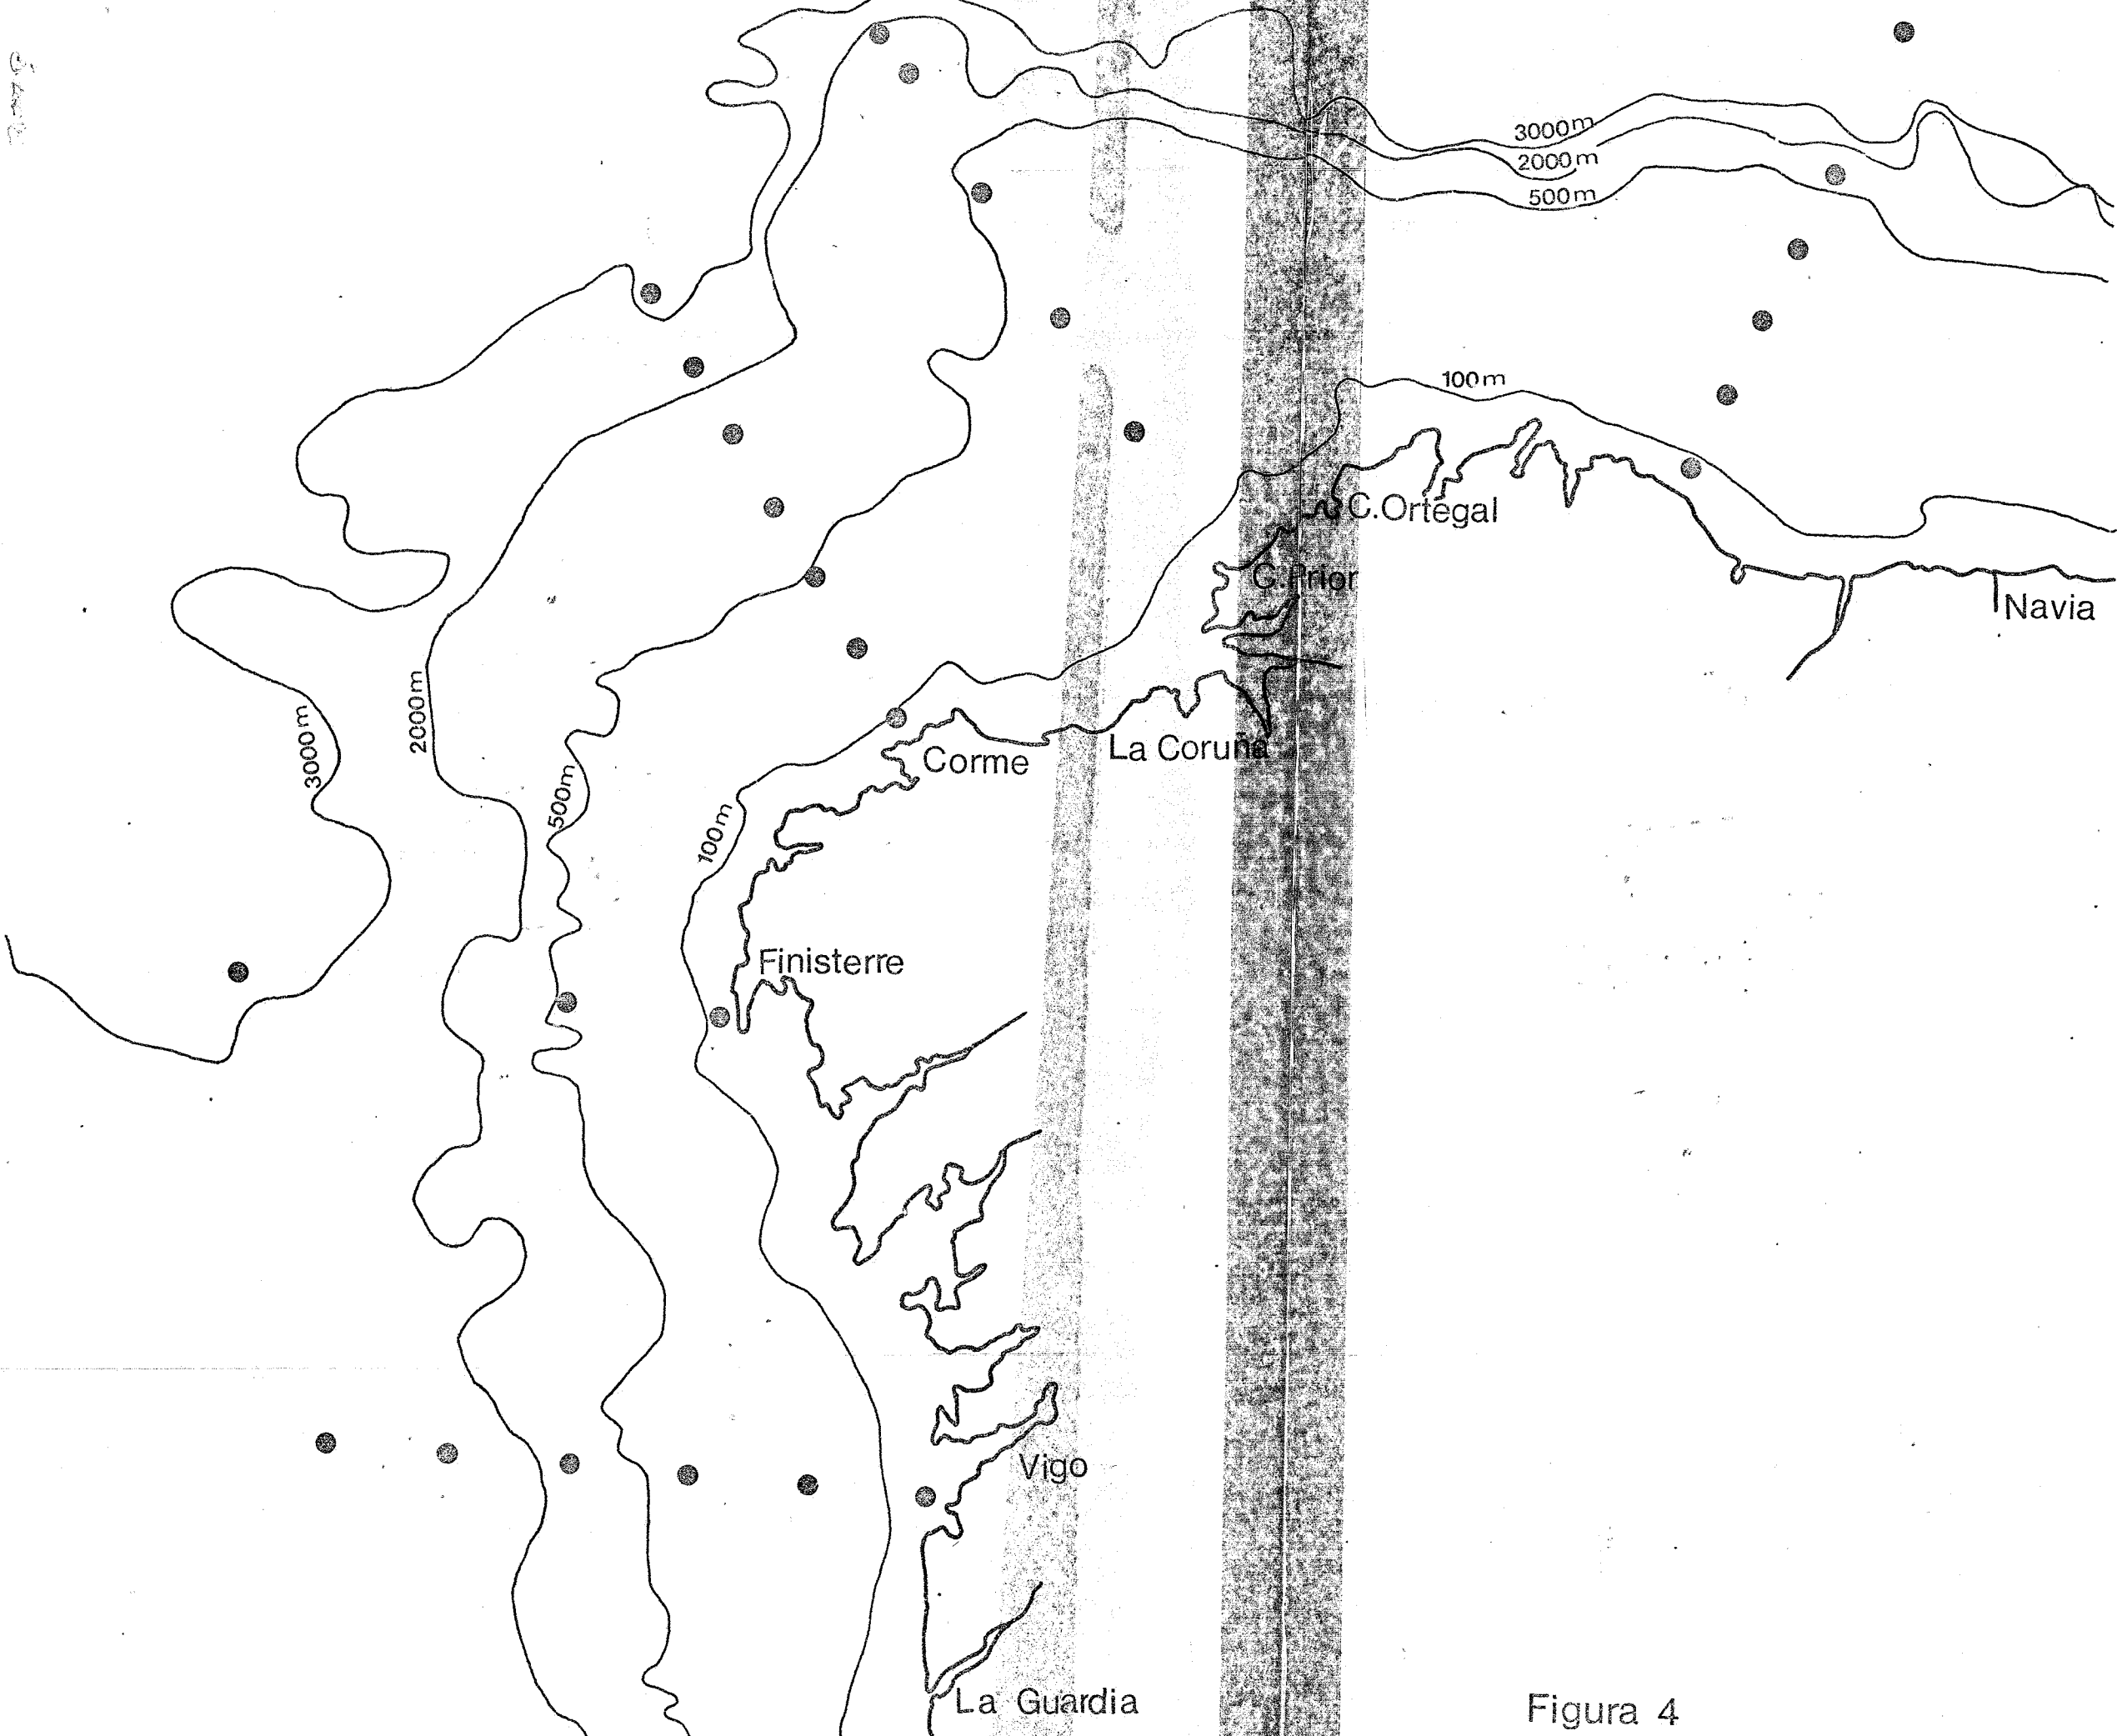 3000m
2000m
500m
100m
C.Ortegal
C.Prior
Navia
2000m
3000m
Corme
La Coruña
500m
100m
Finisterre
Vigo
La Guardia
Figura 4